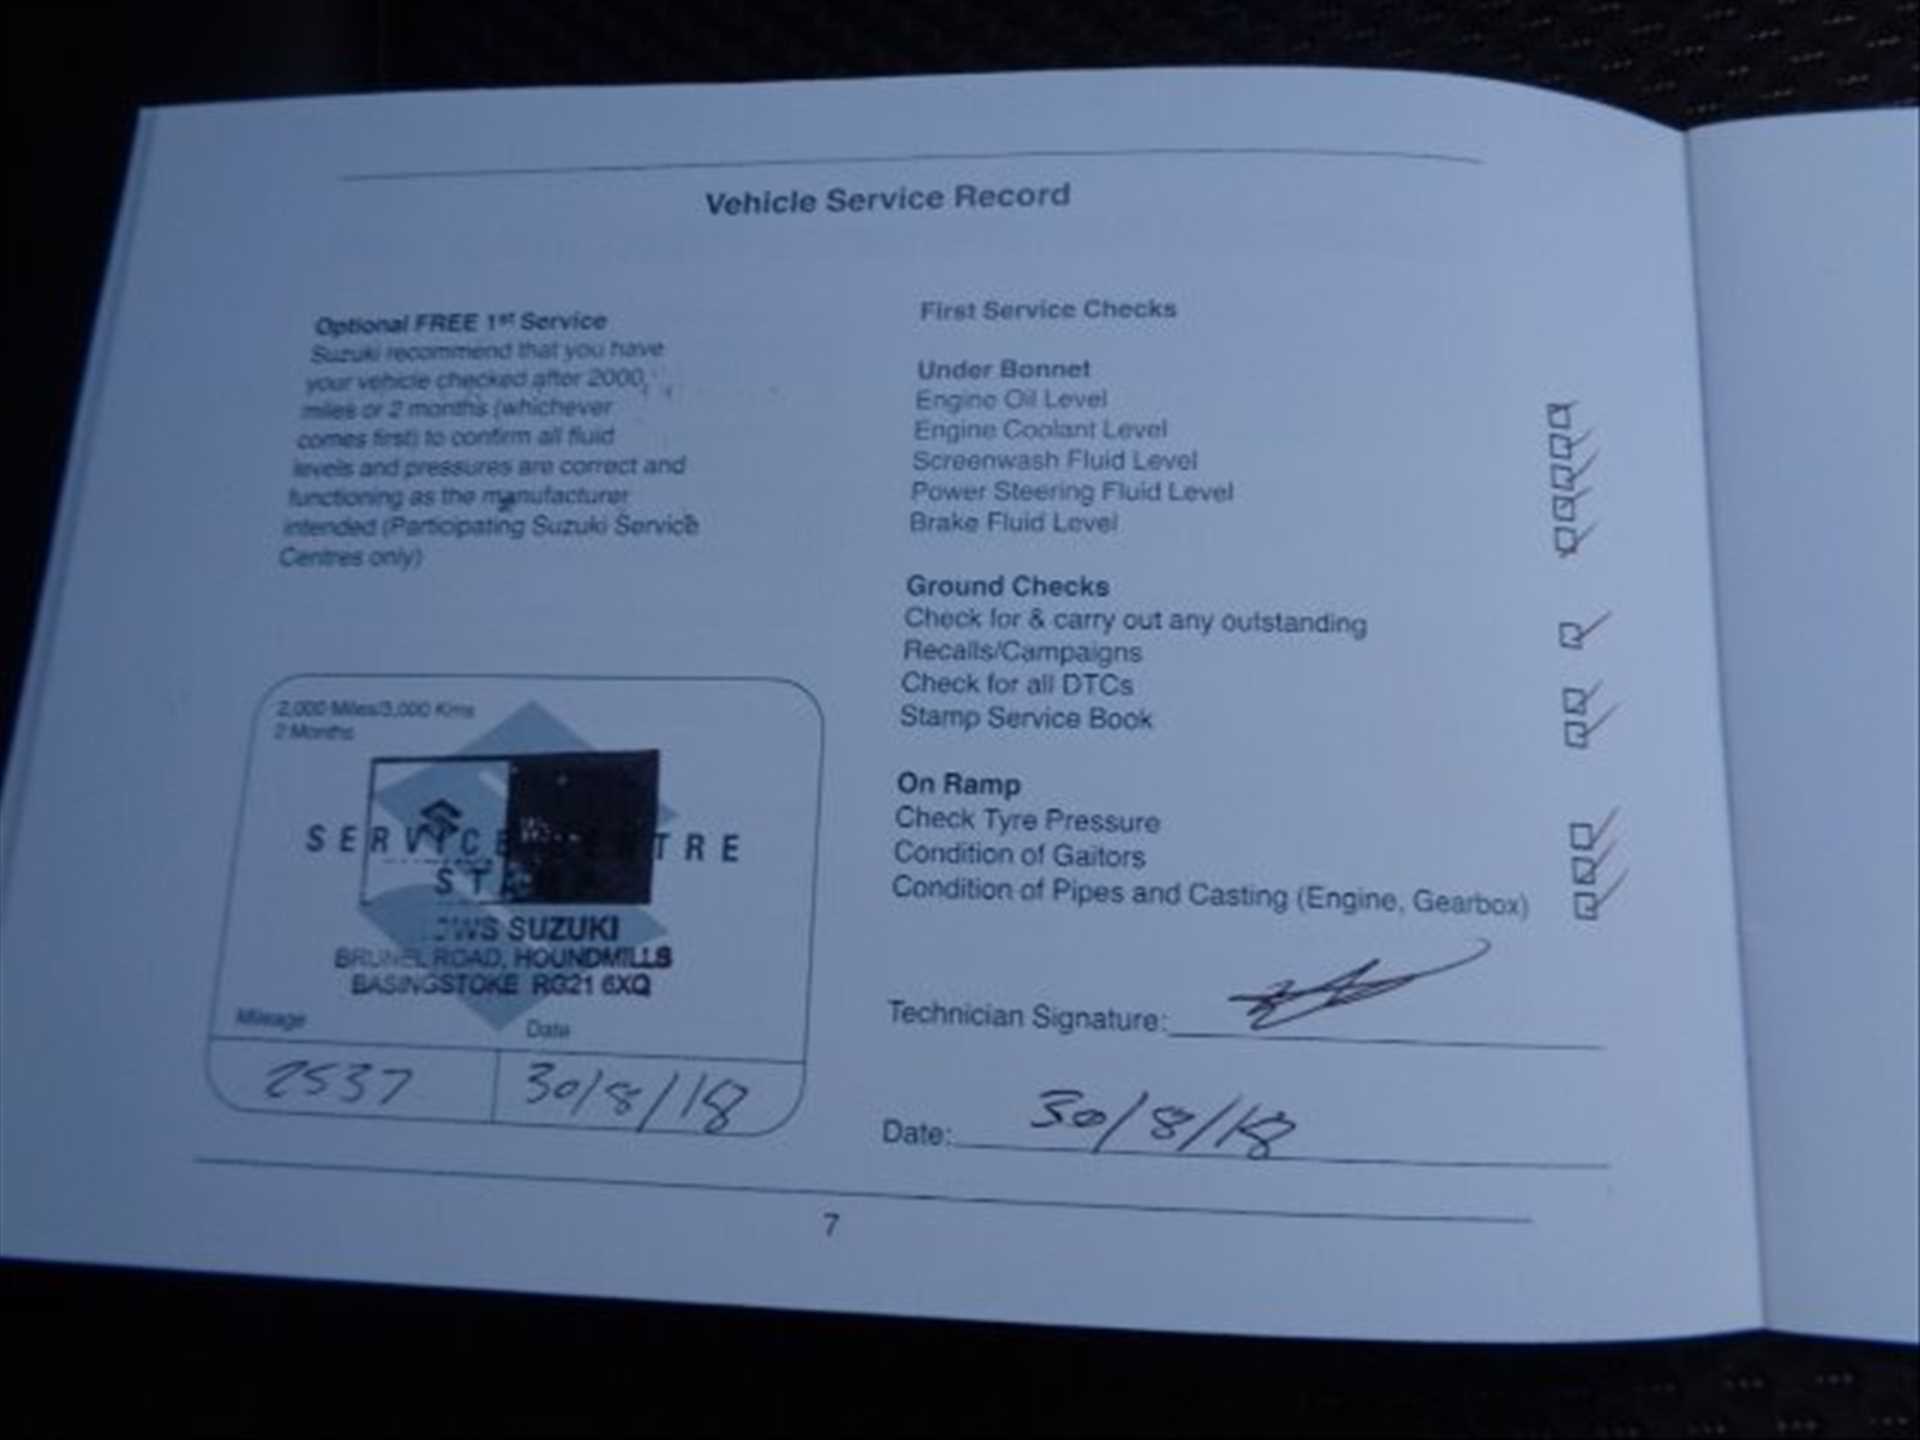 Vehicle Service Record
Optional FREE 1st Service
Suzuki recommend that you have
your vehicle checked after 2000
miles or 2 months (whichever
comes first) to confirm all fluid
levels and pressures are correct and
functioning as the manufacturer
intended (Participating Suzuki Service
Centres only)
2,000 Miles/3,000 Kms
2 Months
SERVICE CENTRE
STAMP
SUZUKI
BRUNEL ROAD, HOUNDMILLS
BASINGSTOKE RG21 6XQ
Mileage Date
2537 30/8/18
First Service Checks
Under Bonnet
Engine Oil Level
Engine Coolant Level
Screenwash Fluid Level
Power Steering Fluid Level
Brake Fluid Level
Ground Checks
Check for & carry out any outstanding
Recalls/Campaigns
Check for all DTCs
Stamp Service Book
On Ramp
Check Tyre Pressure
Condition of Gaitors
Condition of Pipes and Casting (Engine, Gearbox)
Technician Signature:
Date: 30/8/18
7